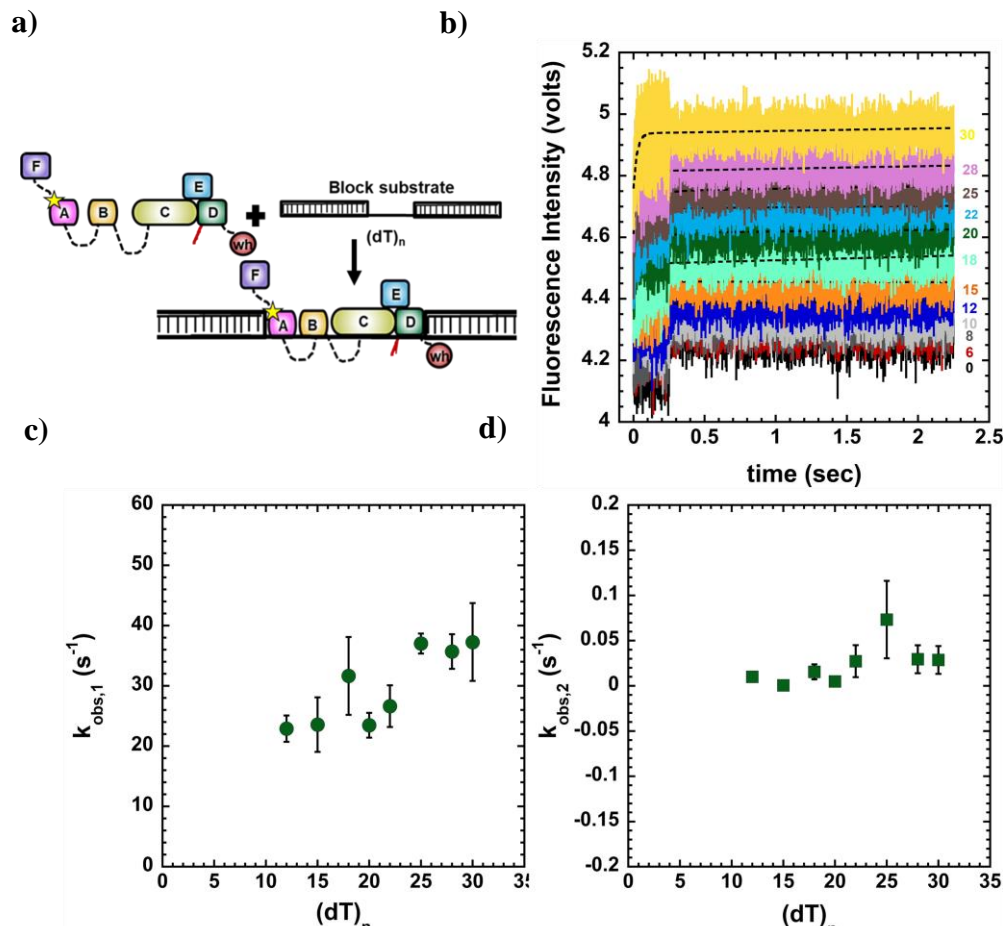 a)
F
A
B
C
E
D
wh
+
Block substrate
(dT)n
F
A
B
C
E
D
wh
b)
Fluorescence Intensity (volts)
5.2
5
4.8
4.6
4.4
4.2
4
30
28
25
22
20
18
15
12
10
8
6
0
0 0.5 1 1.5 2 2.5
time (sec)
c)
kobs,1 (s-1)
60
50
40
30
20
10
0
0 5 10 15 20 25 30
(dT)
d)
kobs,2 (s-1)
0.2
0.15
0.1
0.05
0
-0.05
-0.1
-0.15
-0.2
0 5 10 15 20 25 30 35
(dT)